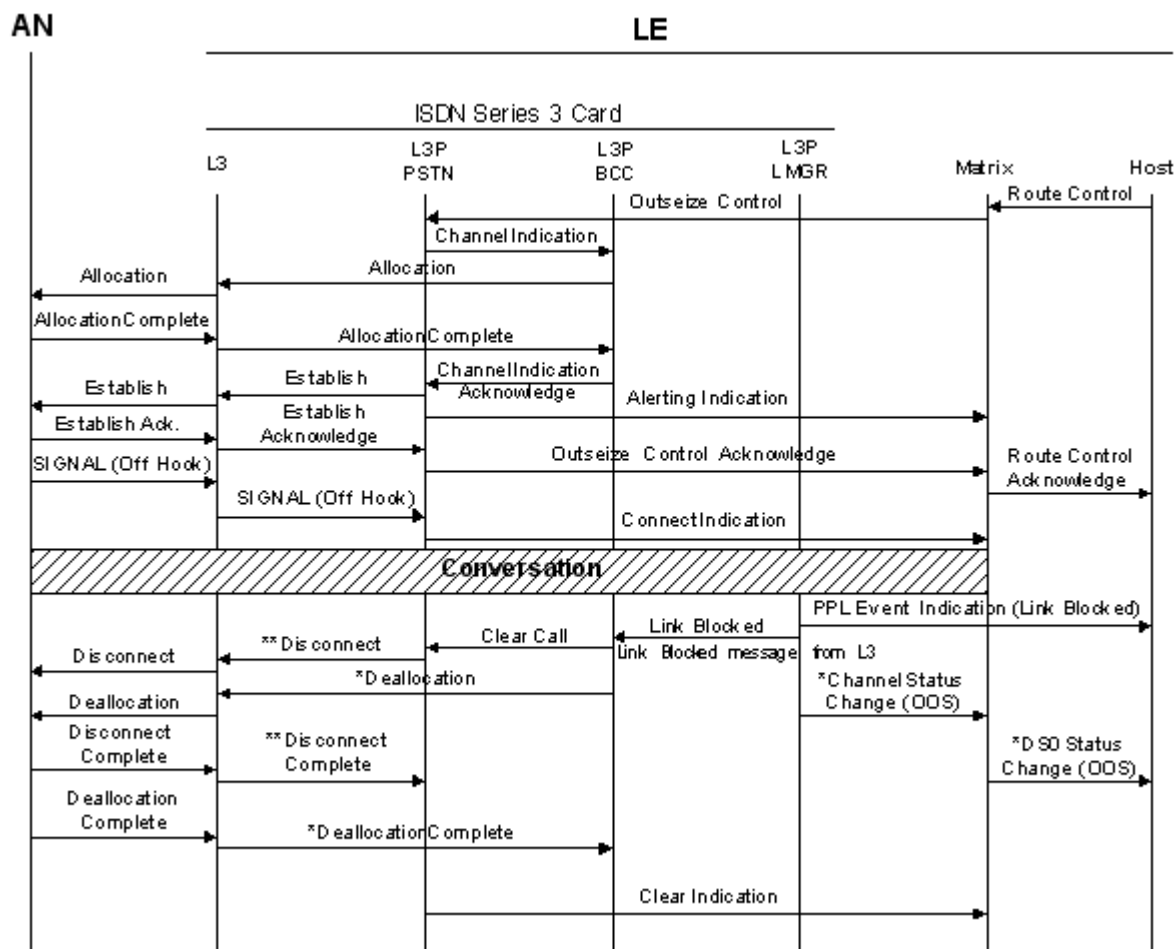 AN
LE
ISDN Series 3 Card
L3
L3P
PSTN
L3P
BCC
L3P
LMGR
Matrix
Host
Route Control
Outseize Control
Channel Indication
Allocation
Allocation
Allocation Complete
Allocation Complete
Channel Indication
Acknowledge
Establish
Establish
Alerting Indication
Establish Ack.
Establish
Acknowledge
Outseize Control Acknowledge
Route Control
Acknowledge
SIGNAL (Off Hook)
SIGNAL (Off Hook)
Connect Indication
Conversation
PPL Event Indication (Link Blocked)
Link Blocked
Link Blocked message from L3
Clear Call
**Disconnect
Disconnect
*Deallocation
*Channel Status
Change (OOS)
Deallocation
Disconnect
Complete
**Disconnect
Complete
*DS0 Status
Change (OOS)
Deallocation
Complete
*Deallocation Complete
Clear Indication